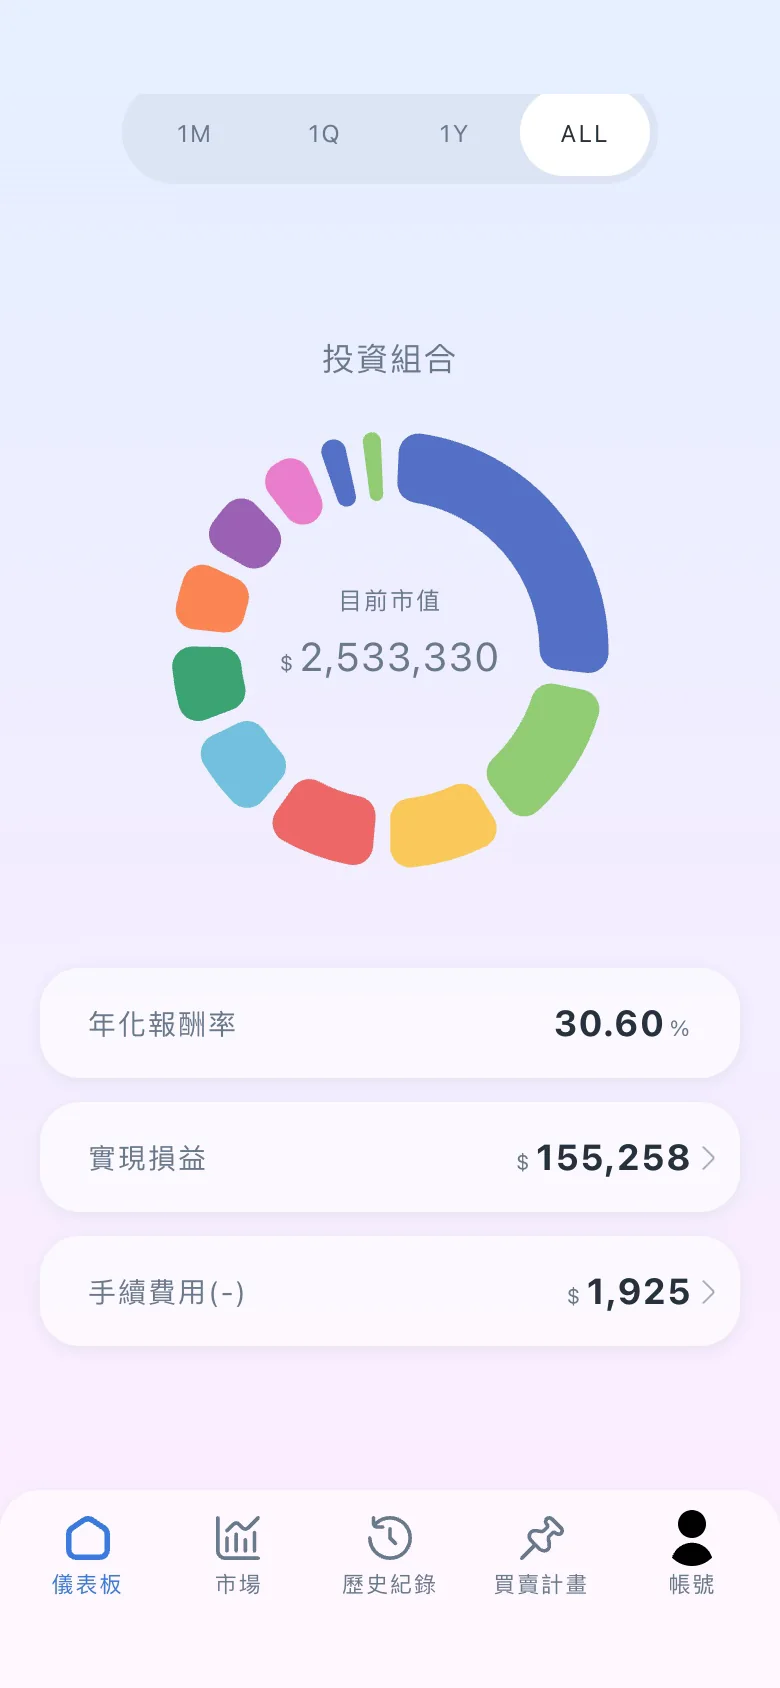 1M 1Q 1Y ALL
投資組合
目前市值
$ 2,533,330
年化報酬率 30.60 %
實現損益 $ 155,258
手續費用(-) $ 1,925
儀表板 市場 歷史紀錄 買賣計畫 帳號